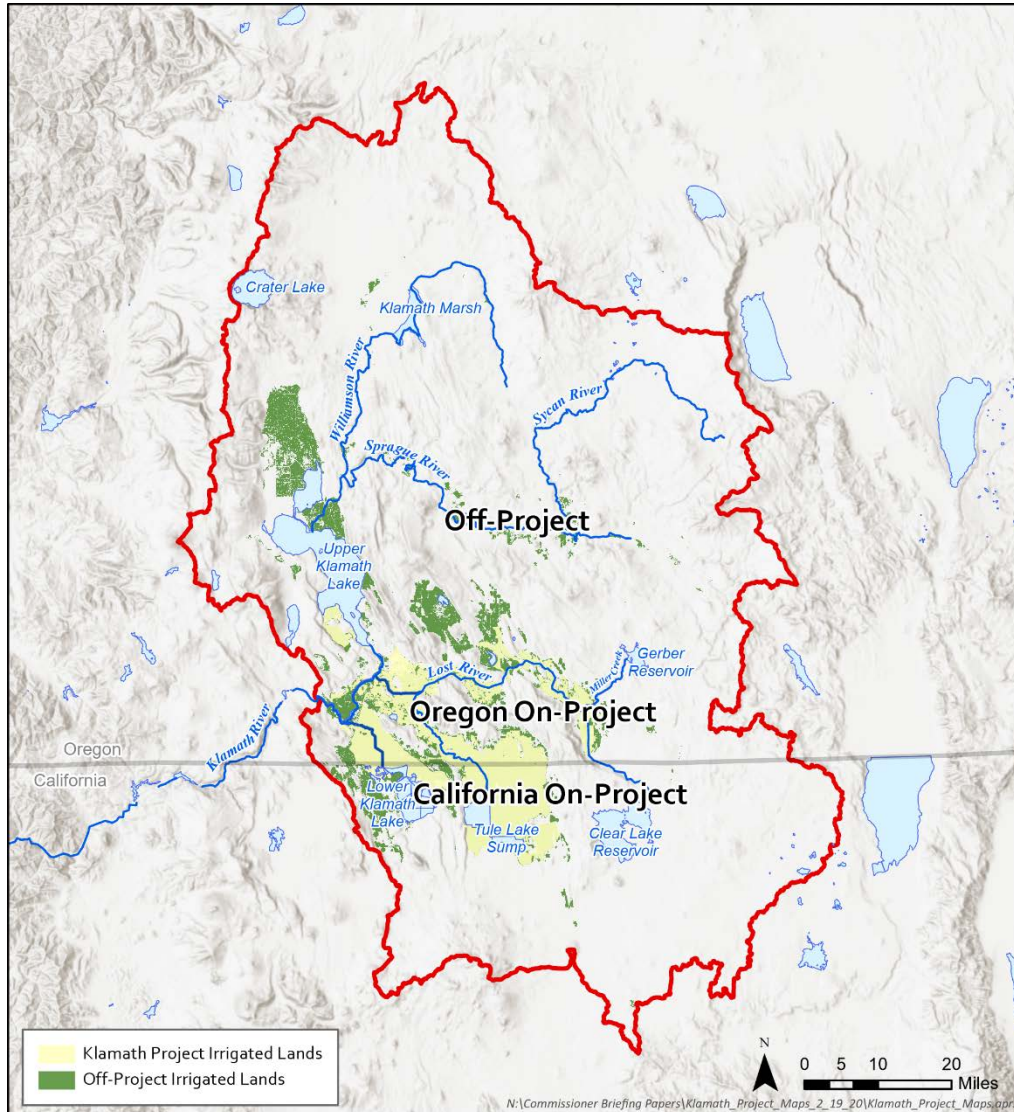 Crater Lake
Klamath Marsh
Williamson River
Sycan River
Sprague River
Off-Project
Upper
Klamath
Lake
Lost River
Miller Creek
Gerber
Reservoir
Oregon On-Project
Klamath River
Oregon
California
California On-Project
Lower
Klamath
Lake
Tule Lake
Sump
Clear Lake
Reservoir
Klamath Project Irrigated Lands
Off-Project Irrigated Lands
N
0 5 10 20
Miles
N:\Commissioner Briefing Papers\Klamath_Project_Maps_2_19_20\Klamath_Project_Maps.apr